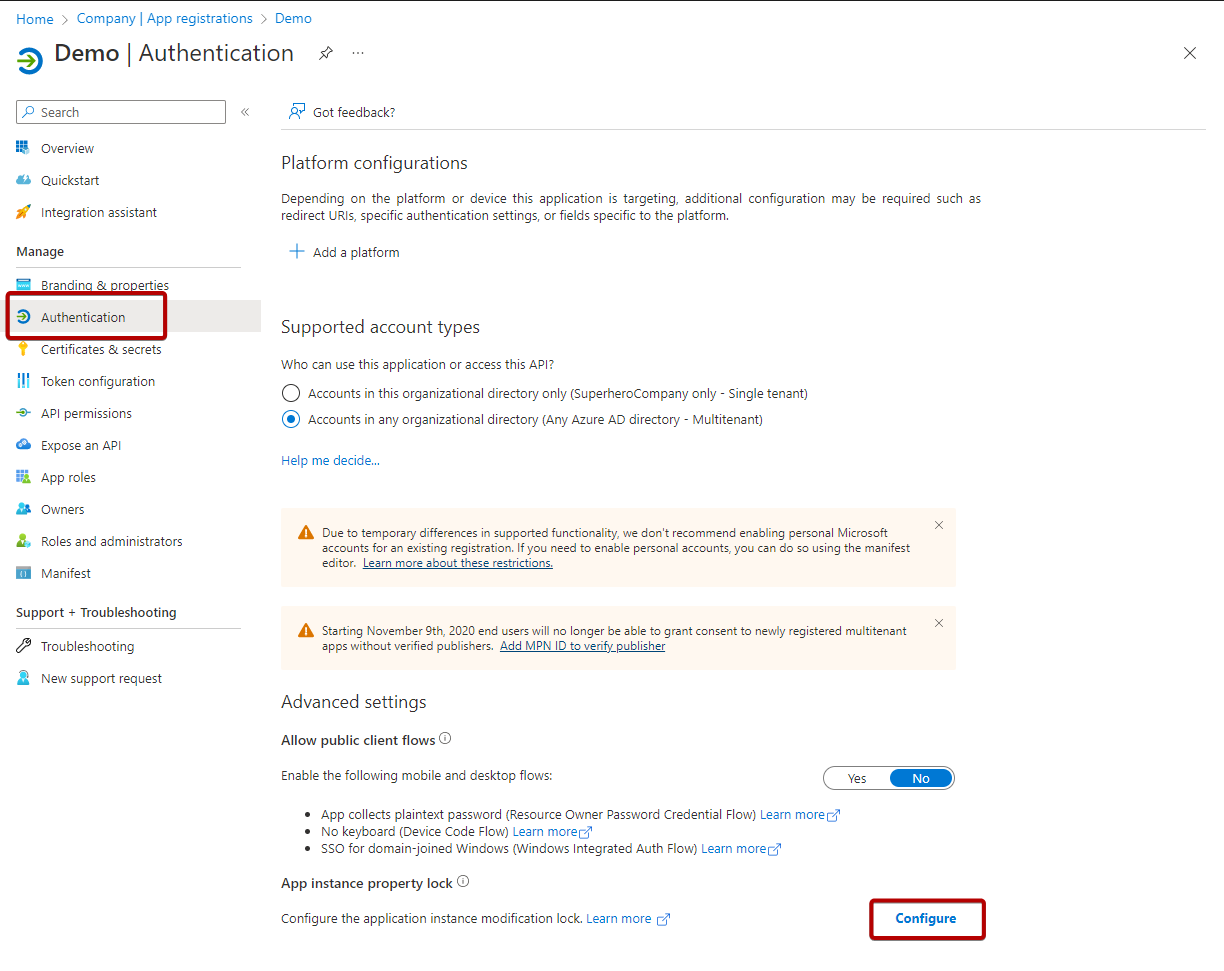 Home > Company | App registrations > Demo
Demo | Authentication
Search
Overview
Quickstart
Integration assistant
Manage
Branding & properties
Authentication
Certificates & secrets
Token configuration
API permissions
Expose an API
App roles
Owners
Roles and administrators
Manifest
Support + Troubleshooting
Troubleshooting
New support request
Got feedback?
Platform configurations
Depending on the platform or device this application is targeting, additional configuration may be required such as
redirect URIs, specific authentication settings, or fields specific to the platform.
Add a platform
Supported account types
Who can use this application or access this API?
Accounts in this organizational directory only (SuperheroCompany only - Single tenant)
Accounts in any organizational directory (Any Azure AD directory - Multitenant)
Help me decide...
Due to temporary differences in supported functionality, we don't recommend enabling personal Microsoft
accounts for an existing registration. If you need to enable personal accounts, you can do so using the manifest
editor. Learn more about these restrictions.
Starting November 9th, 2020 end users will no longer be able to grant consent to newly registered multitenant
apps without verified publishers. Add MPN ID to verify publisher
Advanced settings
Allow public client flows
Enable the following mobile and desktop flows:
Yes No
• App collects plaintext password (Resource Owner Password Credential Flow) Learn more
• No keyboard (Device Code Flow) Learn more
• SSO for domain-joined Windows (Windows Integrated Auth Flow) Learn more
App instance property lock
Configure the application instance modification lock. Learn more
Configure